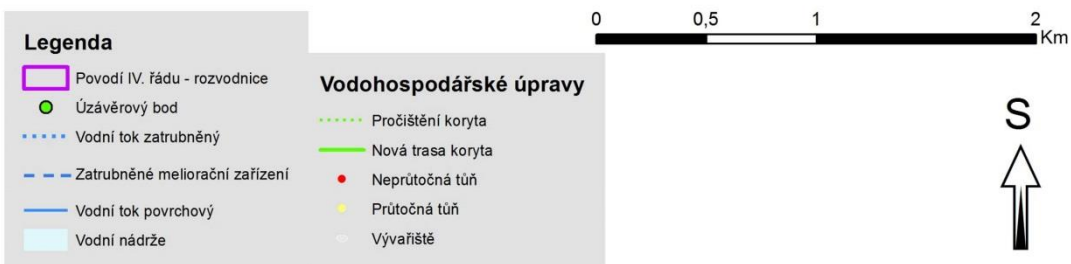 Legenda
Povodí IV. řádu - rozvodnice
Úzávěrový bod
Vodní tok zatrubněný
Zatrubněné meliorační zařízení
Vodní tok povrchový
Vodní nádrže
Vodohospodářské úpravy
Pročištění koryta
Nová trasa koryta
Neprůtočná tůň
Průtočná tůň
Vývařiště
0 0,5 1 2
Km
S